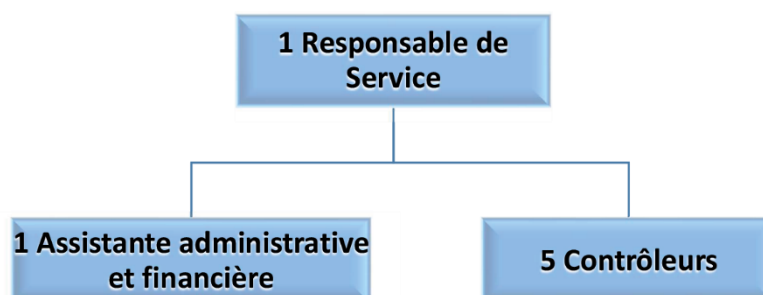 1 Responsable de
Service
1 Assistante administrative
et financière
5 Contrôleurs